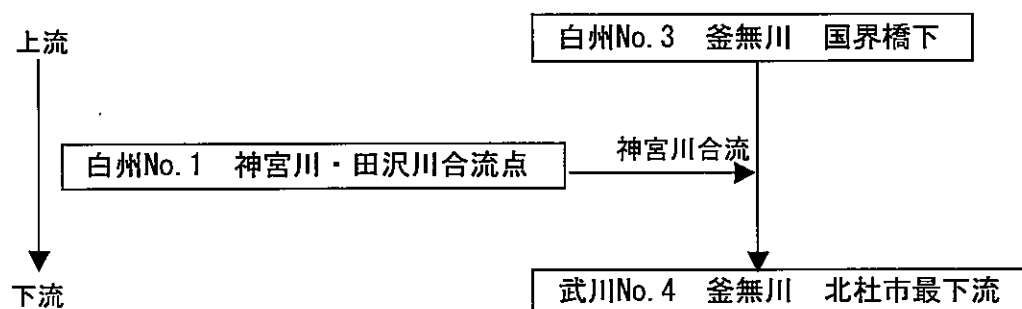 上流
白州No.3　釜無川　国界橋下
白州No.1　神宮川・田沢川合流点
神宮川合流
下流
武川No.4　釜無川　北杜市最下流